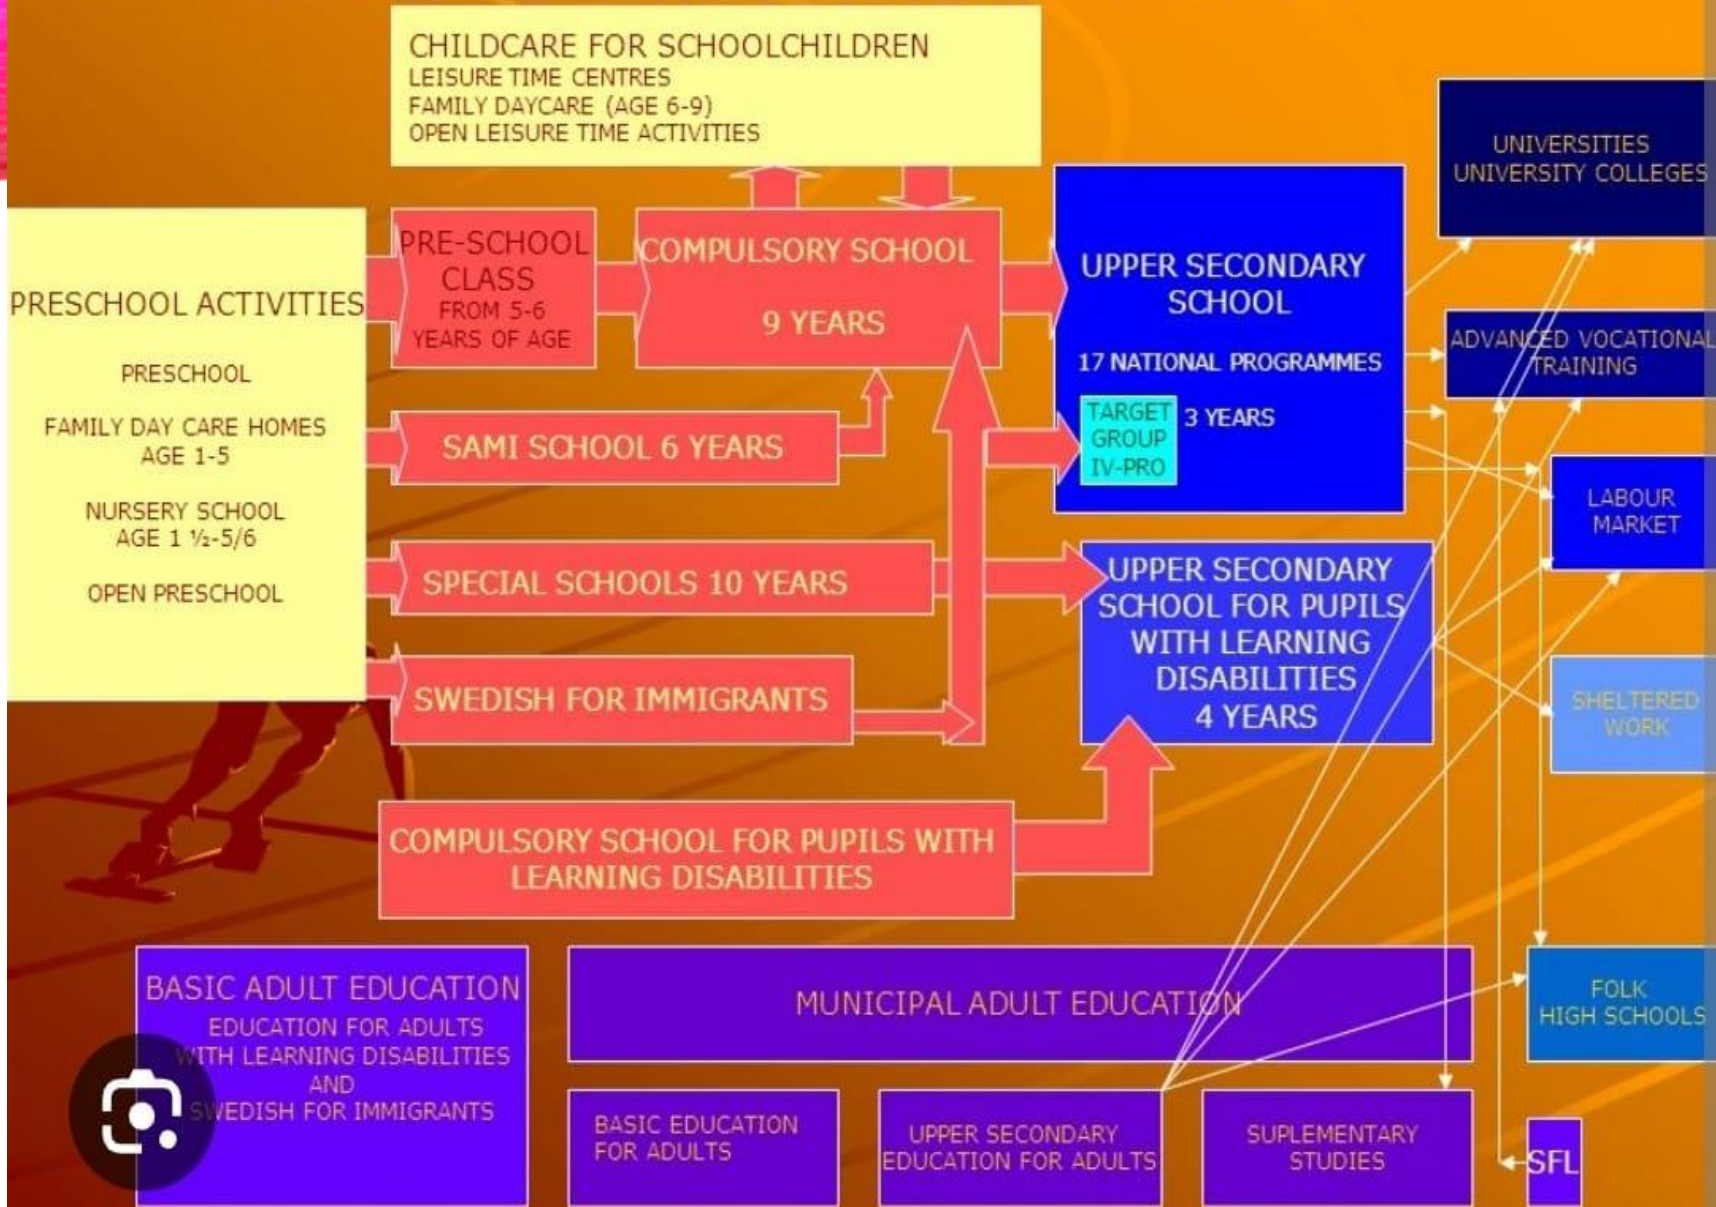 CHILDCARE FOR SCHOOLCHILDREN
LEISURE TIME CENTRES
FAMILY DAYCARE (AGE 6-9)
OPEN LEISURE TIME ACTIVITIES
PRESCHOOL ACTIVITIES
PRESCHOOL
FAMILY DAY CARE HOMES
AGE 1-5
NURSERY SCHOOL
AGE 1 ½-5/6
OPEN PRESCHOOL
PRE-SCHOOL
CLASS
FROM 5-6
YEARS OF AGE
COMPULSORY SCHOOL
9 YEARS
SAMI SCHOOL 6 YEARS
SPECIAL SCHOOLS 10 YEARS
SWEDISH FOR IMMIGRANTS
COMPULSORY SCHOOL FOR PUPILS WITH
LEARNING DISABILITIES
UPPER SECONDARY
SCHOOL
17 NATIONAL PROGRAMMES
3 YEARS
TARGET
GROUP
IV-PRO
UPPER SECONDARY
SCHOOL FOR PUPILS
WITH LEARNING
DISABILITIES
4 YEARS
UNIVERSITIES
UNIVERSITY COLLEGES
ADVANCED VOCATIONAL
TRAINING
LABOUR
MARKET
SHELTERED
WORK
FOLK
HIGH SCHOOLS
BASIC ADULT EDUCATION
EDUCATION FOR ADULTS
WITH LEARNING DISABILITIES
AND
SWEDISH FOR IMMIGRANTS
MUNICIPAL ADULT EDUCATION
BASIC EDUCATION
FOR ADULTS
UPPER SECONDARY
EDUCATION FOR ADULTS
SUPLEMENTARY
STUDIES
SFL